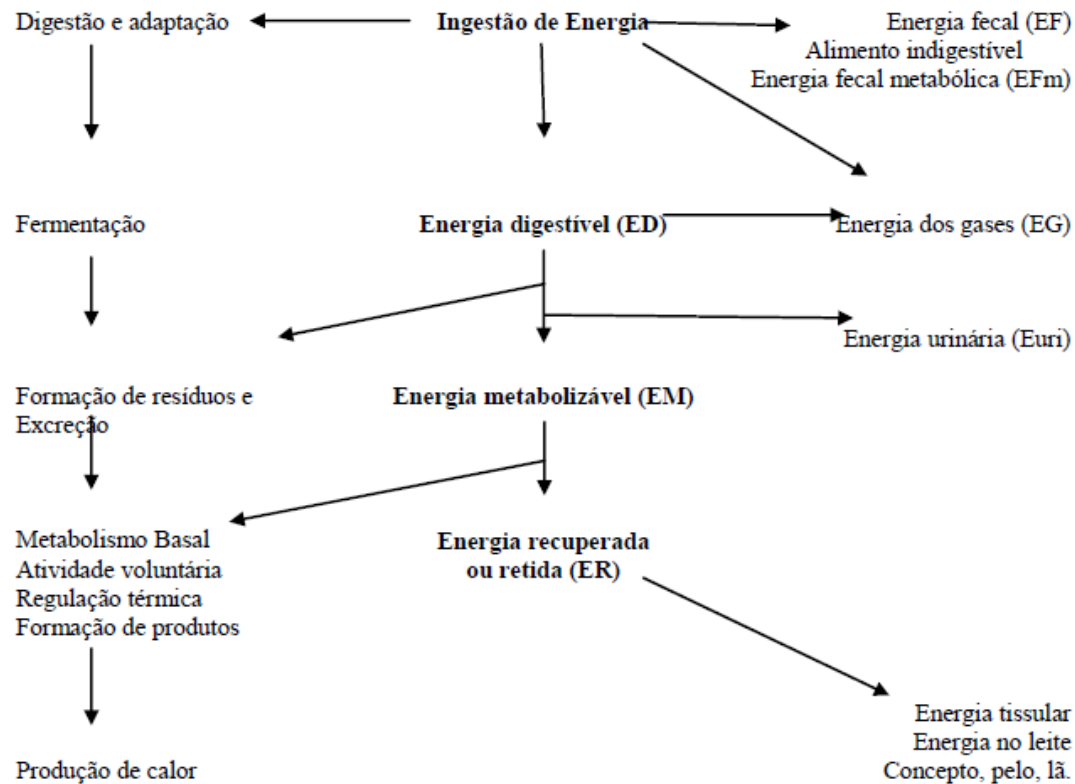 Digestão e adaptação
Ingestão de Energia
Energia fecal (EF)
Alimento indigestível
Energia fecal metabólica (EFm)
Fermentação
Energia digestível (ED)
Energia dos gases (EG)
Energia urinária (Euri)
Formação de resíduos e
Excreção
Energia metabolizável (EM)
Metabolismo Basal
Atividade voluntária
Regulação térmica
Formação de produtos
Energia recuperada
ou retida (ER)
Energia tissular
Energia no leite
Concepto, pelo, lã.
Produção de calor